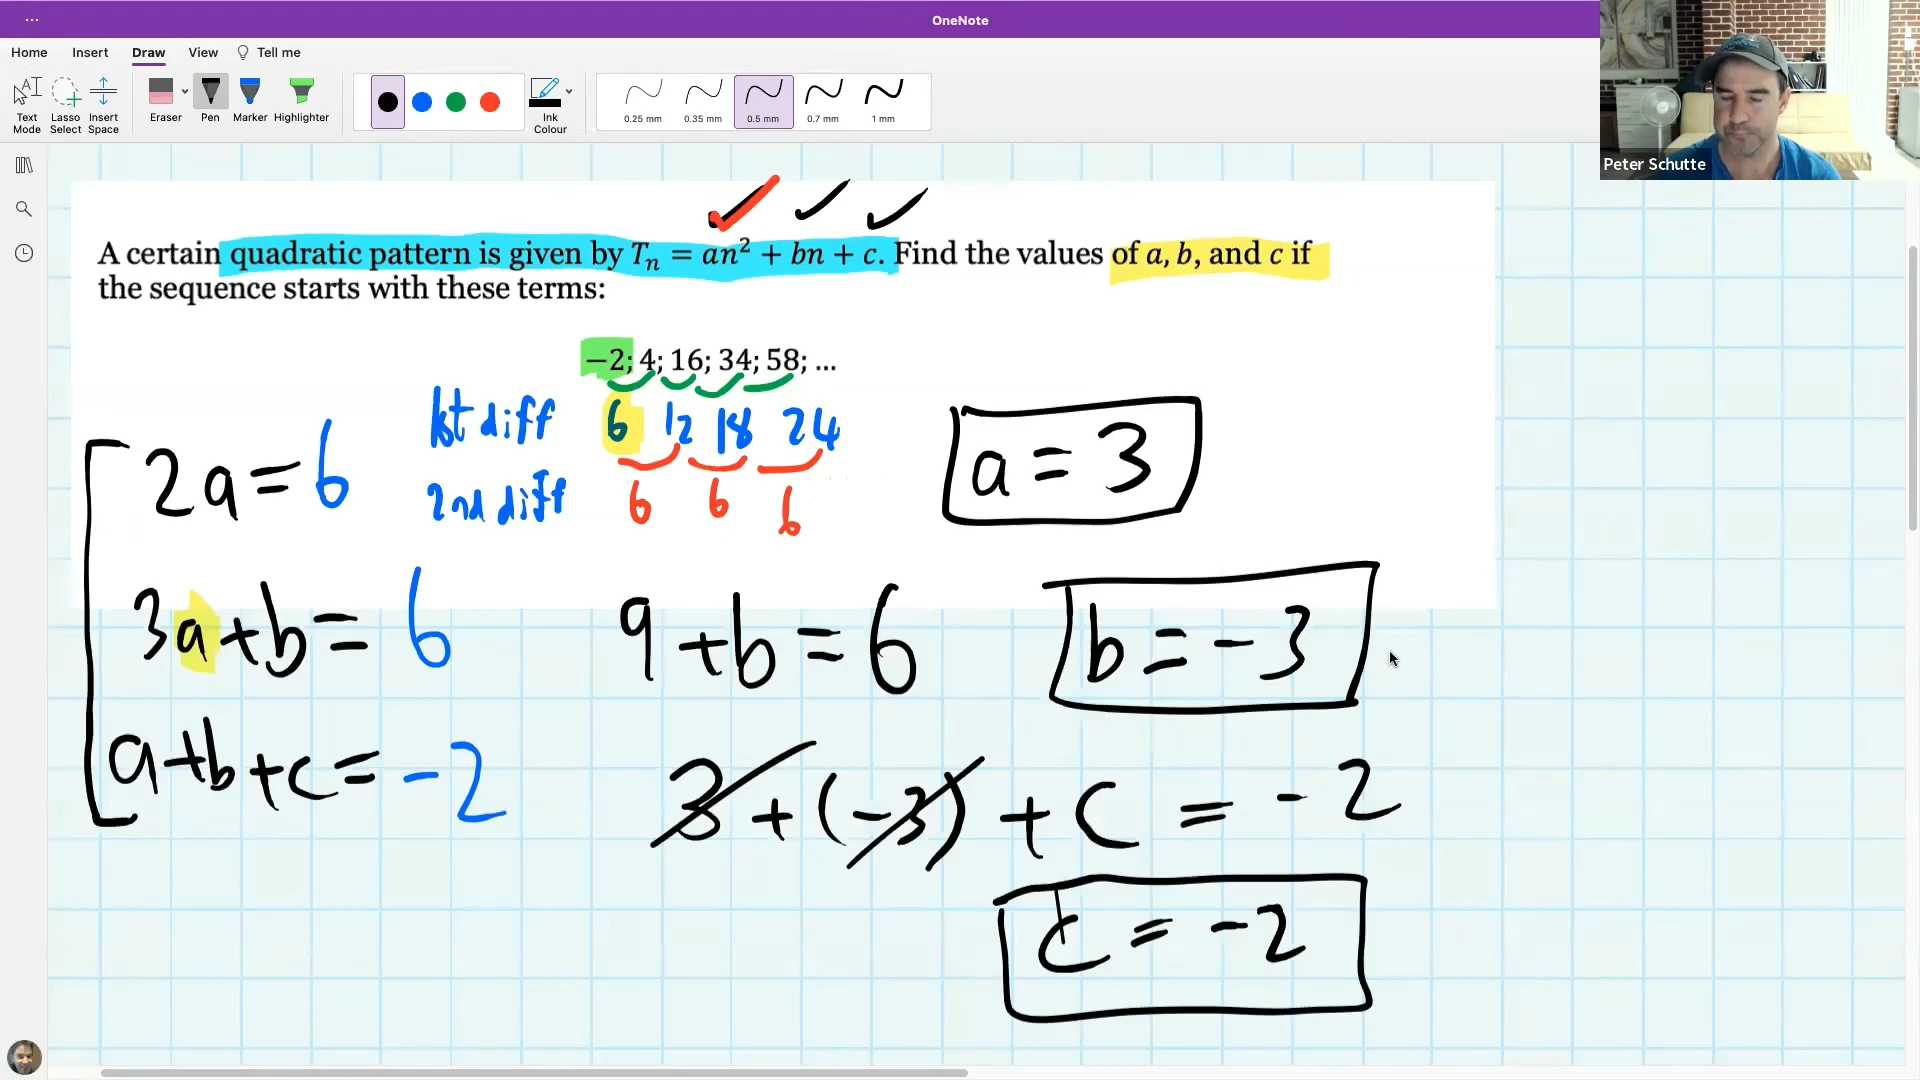 OneNote
Home Insert Draw View Tell me
Text Mode Lasso Select Insert Space Eraser Pen Marker Highlighter Ink Colour 0.25 mm 0.35 mm 0.5 mm 0.7 mm 1 mm
Peter Schutte
A certain quadratic pattern is given by Tₙ = an² + bn + c. Find the values of a, b, and c if
the sequence starts with these terms:
−2; 4; 16; 34; 58; ...
1st diff 6 12 18 24
2nd diff 6 6 6
2a = 6
a = 3
3a + b = 6
9 + b = 6
b = -3
a + b + c = -2
3 + (-3) + c = -2
c = -2